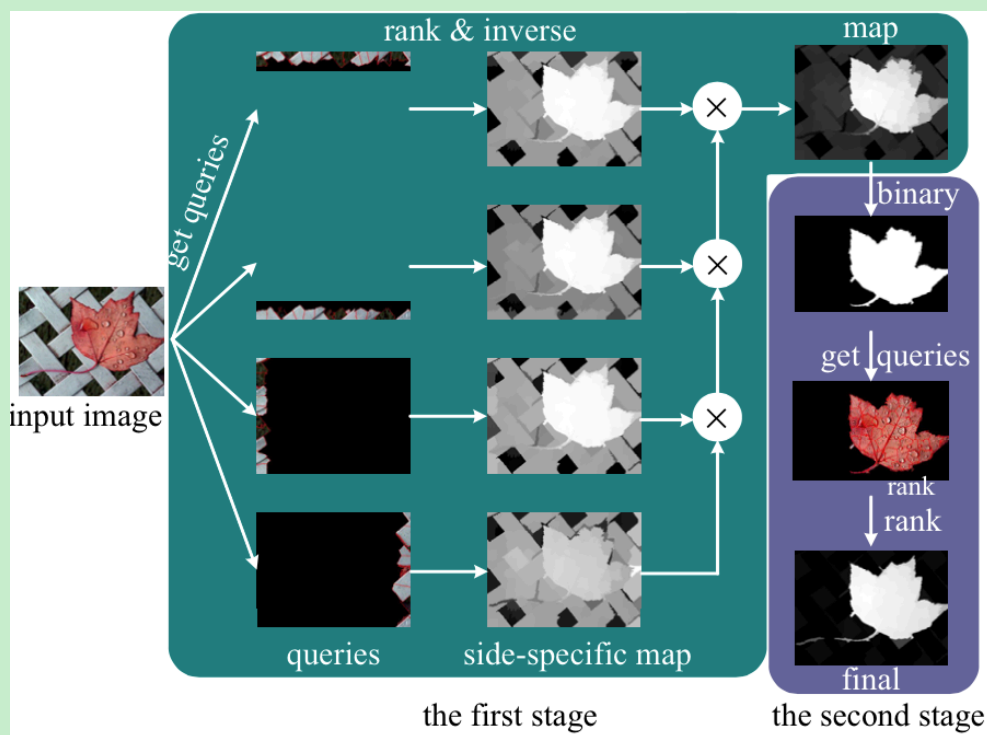 rank & inverse
map
get queries
binary
input image
get queries
rank
rank
queries
side-specific map
final
the first stage
the second stage